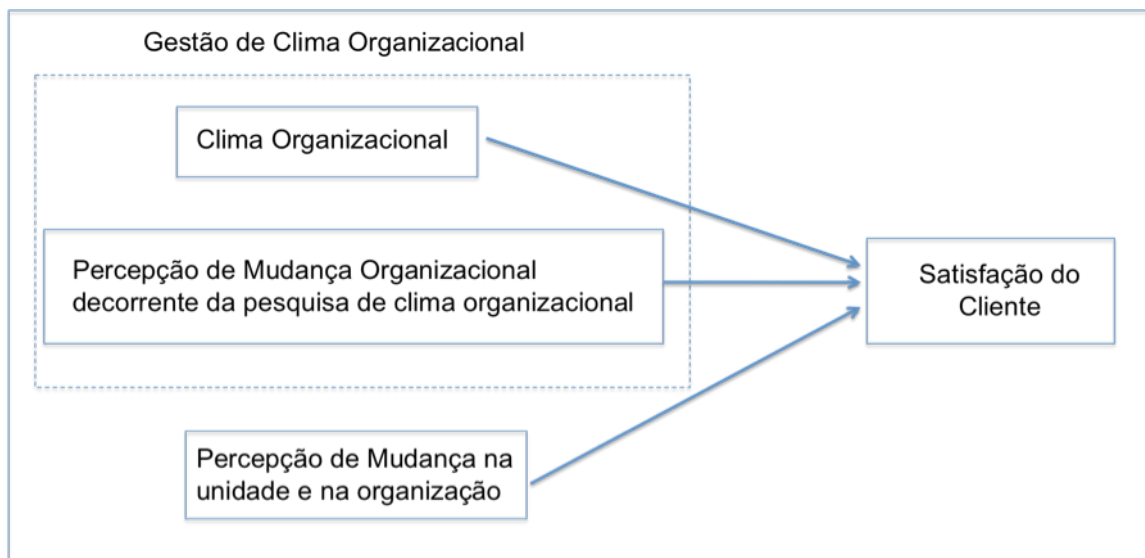 Gestão de Clima Organizacional
Clima Organizacional
Percepção de Mudança Organizacional
decorrente da pesquisa de clima organizacional
Satisfação do
Cliente
Percepção de Mudança na
unidade e na organização